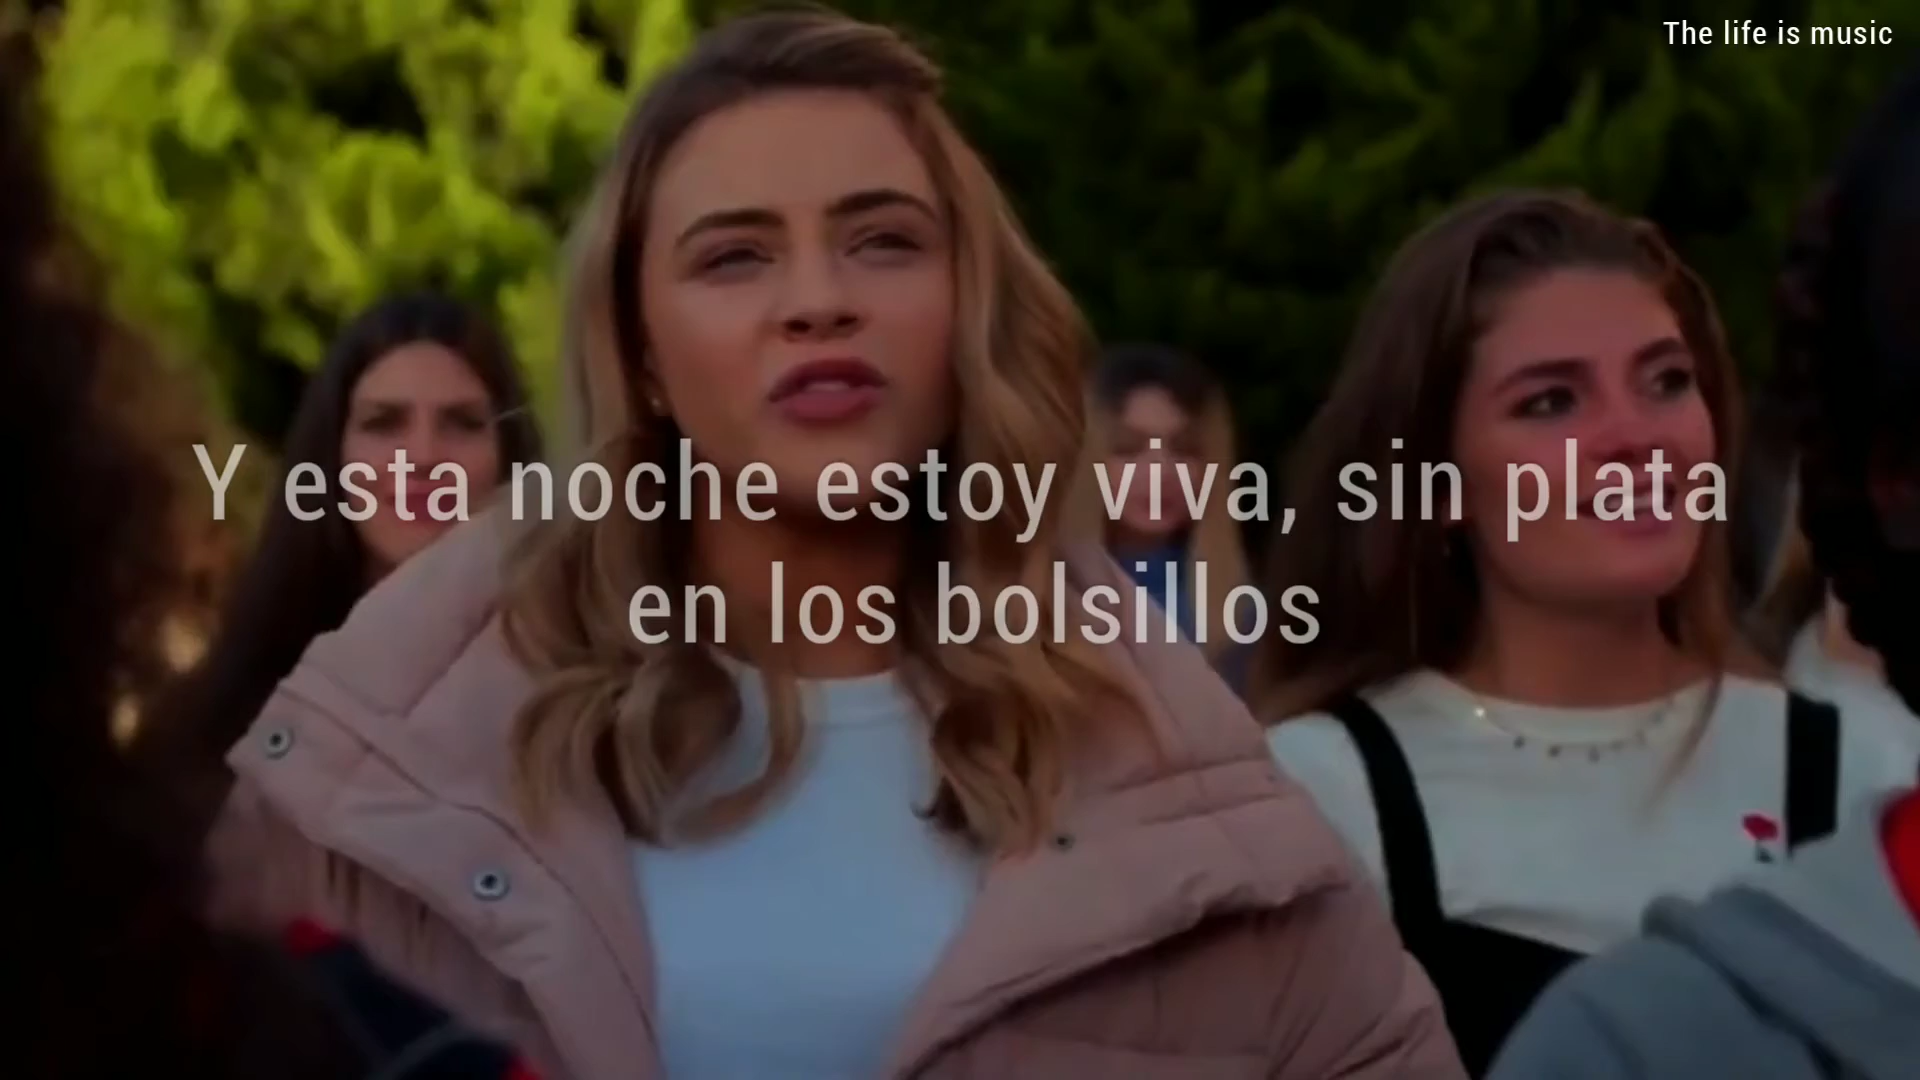 The life is music
Y esta noche estoy viva, sin plata
en los bolsillos